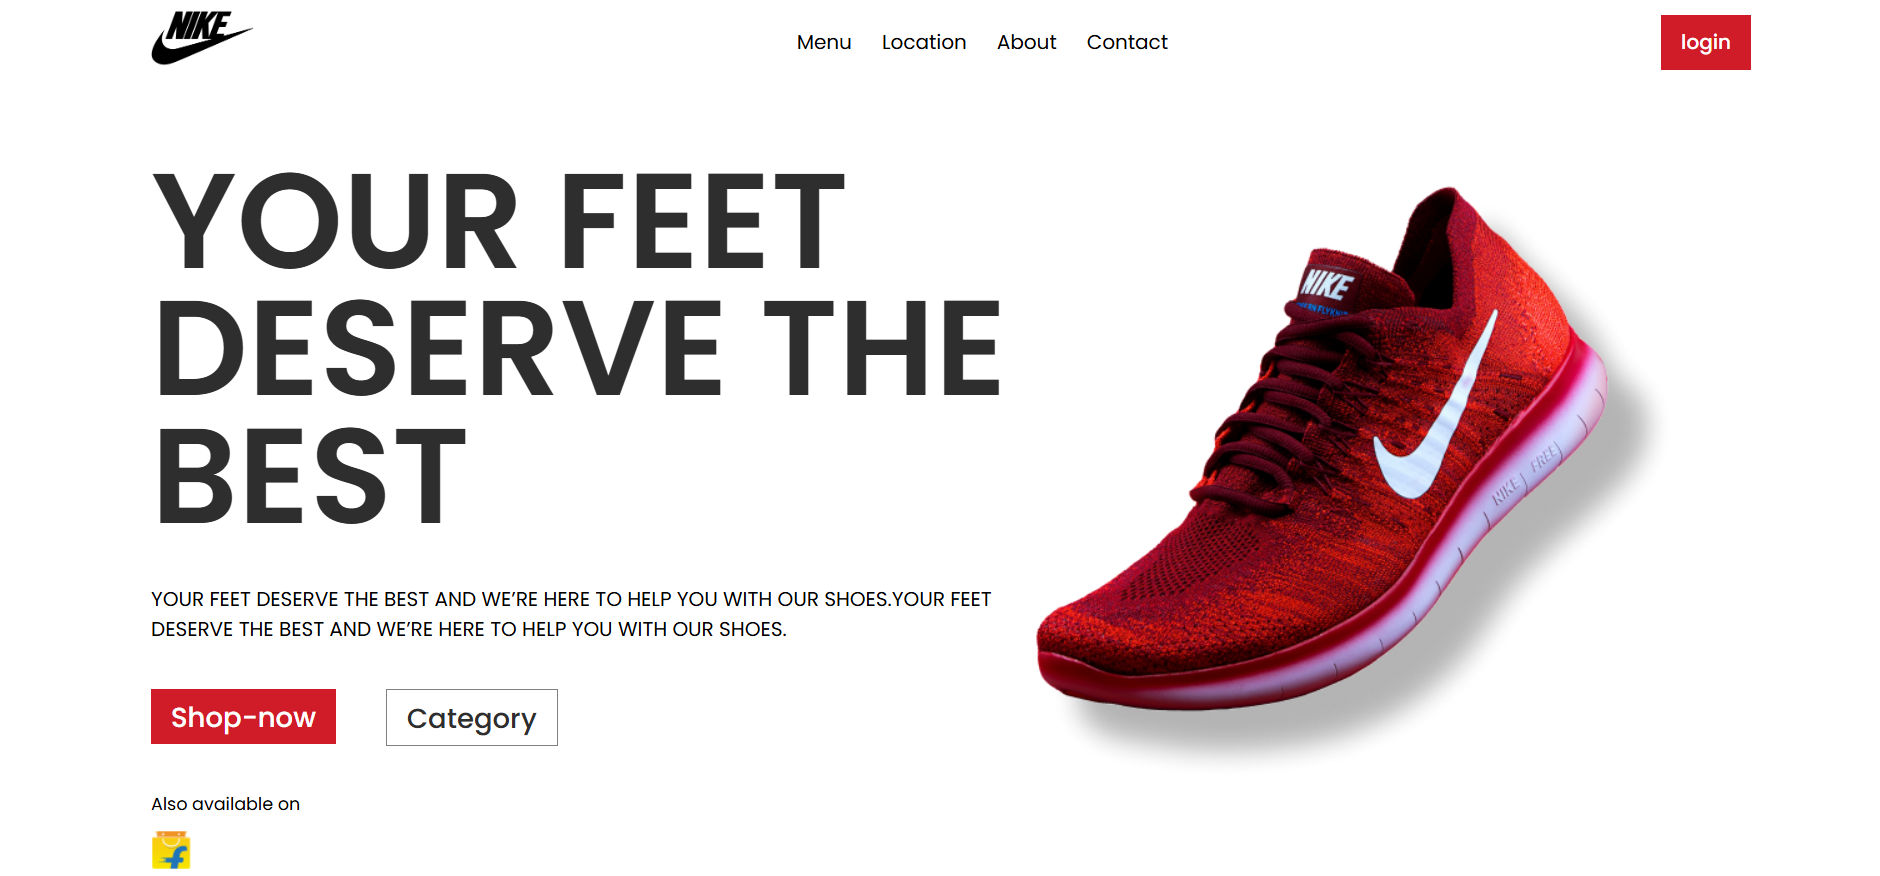 NIKE
Menu Location About Contact
login
YOUR FEET
DESERVE THE
BEST
YOUR FEET DESERVE THE BEST AND WE’RE HERE TO HELP YOU WITH OUR SHOES.YOUR FEET
DESERVE THE BEST AND WE’RE HERE TO HELP YOU WITH OUR SHOES.
Shop-now
Category
Also available on
f
NIKE
NIKE FREE